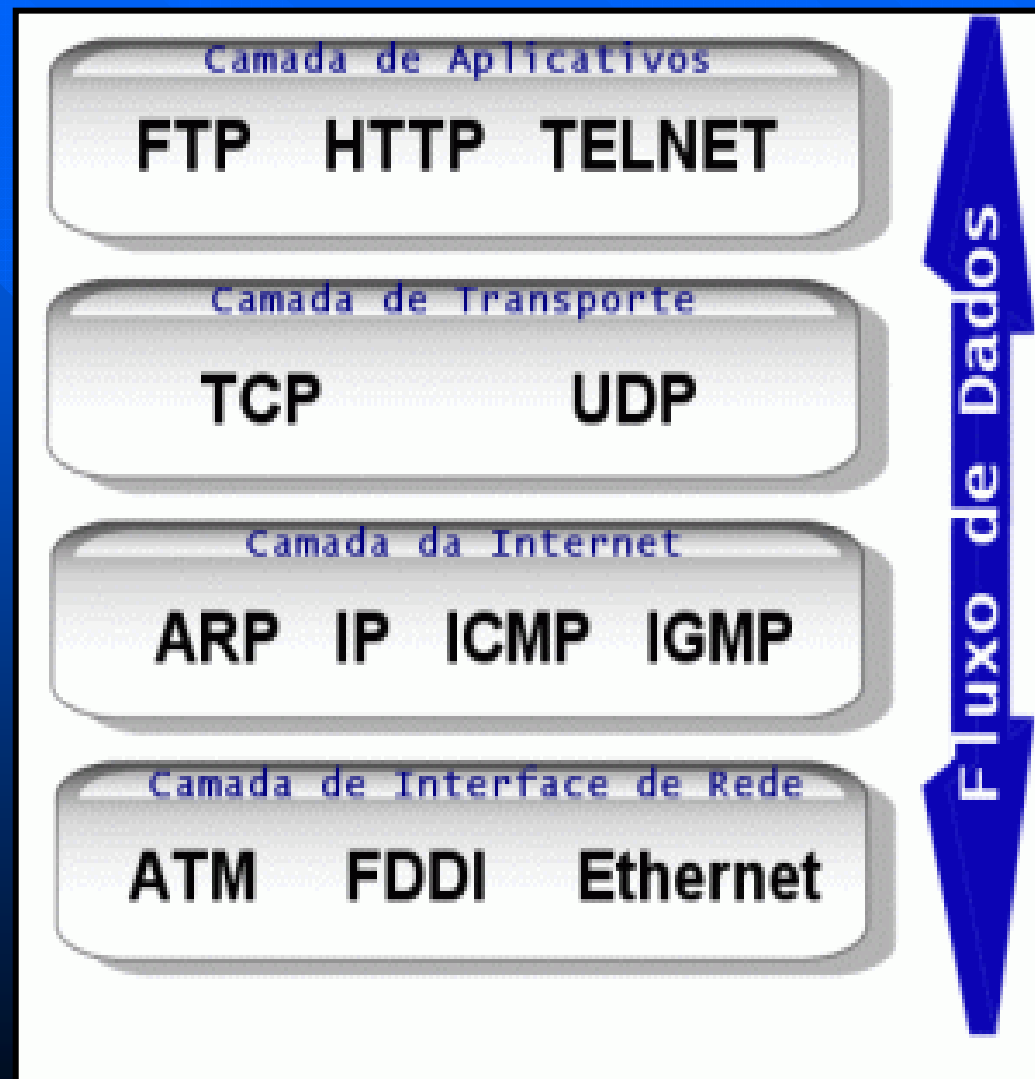 Camada de Aplicativos
FTP HTTP TELNET
Camada de Transporte
TCP UDP
Camada da Internet
ARP IP ICMP IGMP
Camada de Interface de Rede
ATM FDDI Ethernet
Fluxo de Dados